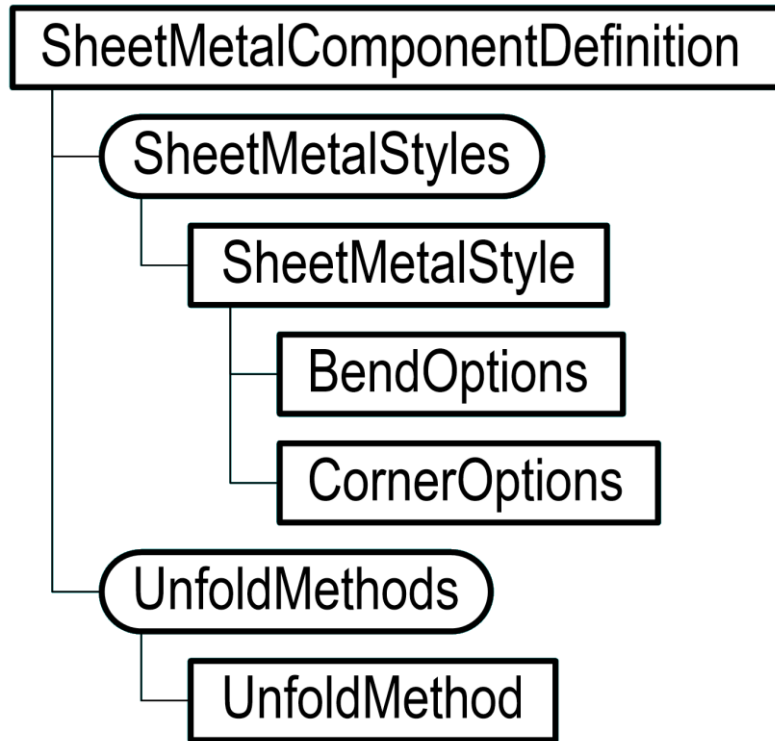 SheetMetalComponentDefinition
SheetMetalStyles
SheetMetalStyle
BendOptions
CornerOptions
UnfoldMethods
UnfoldMethod